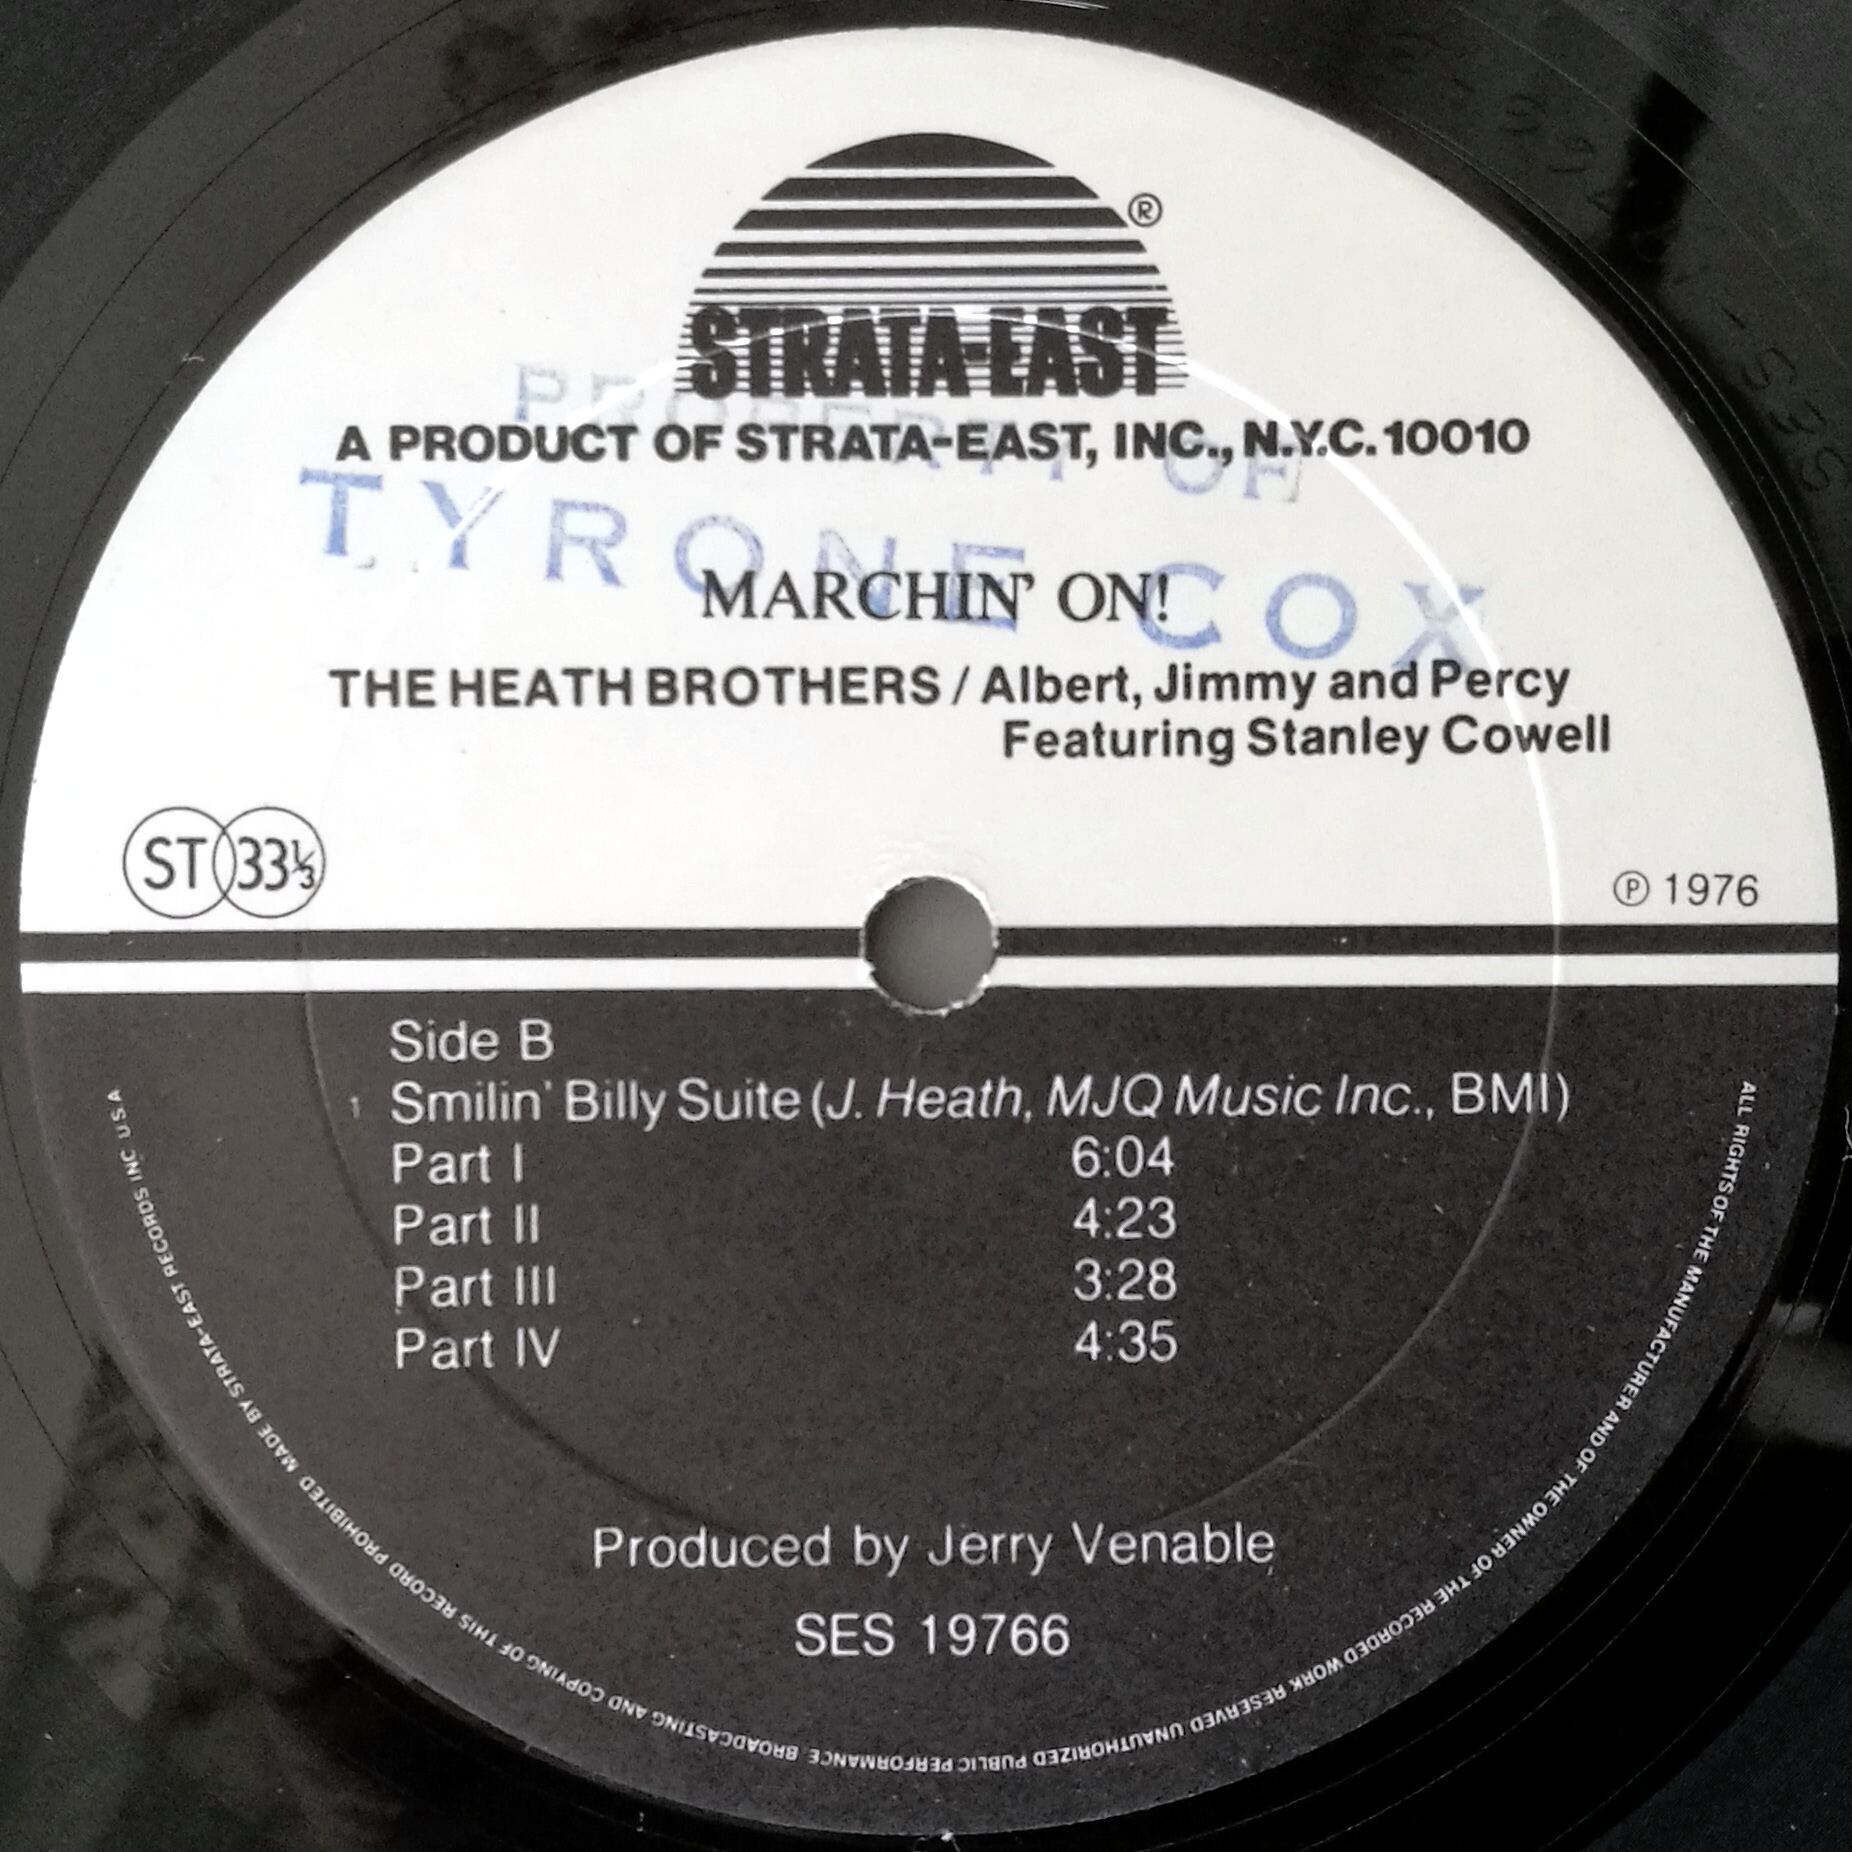 STRATA-EAST ®
A PRODUCT OF STRATA-EAST, INC., N.Y.C. 10010
PROPERTY OF
TYRONE COX
MARCHIN' ON!
THE HEATH BROTHERS / Albert, Jimmy and Percy
Featuring Stanley Cowell
ST 33⅓
℗ 1976
Side B
1 Smilin' Billy Suite (J. Heath, MJQ Music Inc., BMI)
Part I 6:04
Part II 4:23
Part III 3:28
Part IV 4:35
Produced by Jerry Venable
SES 19766
ALL RIGHTS OF THE MANUFACTURER AND OF THE OWNER OF THE RECORDED WORK RESERVED UNAUTHORIZED PUBLIC PERFORMANCE BROADCASTING AND COPYING OF THIS RECORD PROHIBITED MADE BY STRATA-EAST RECORDS INC USA